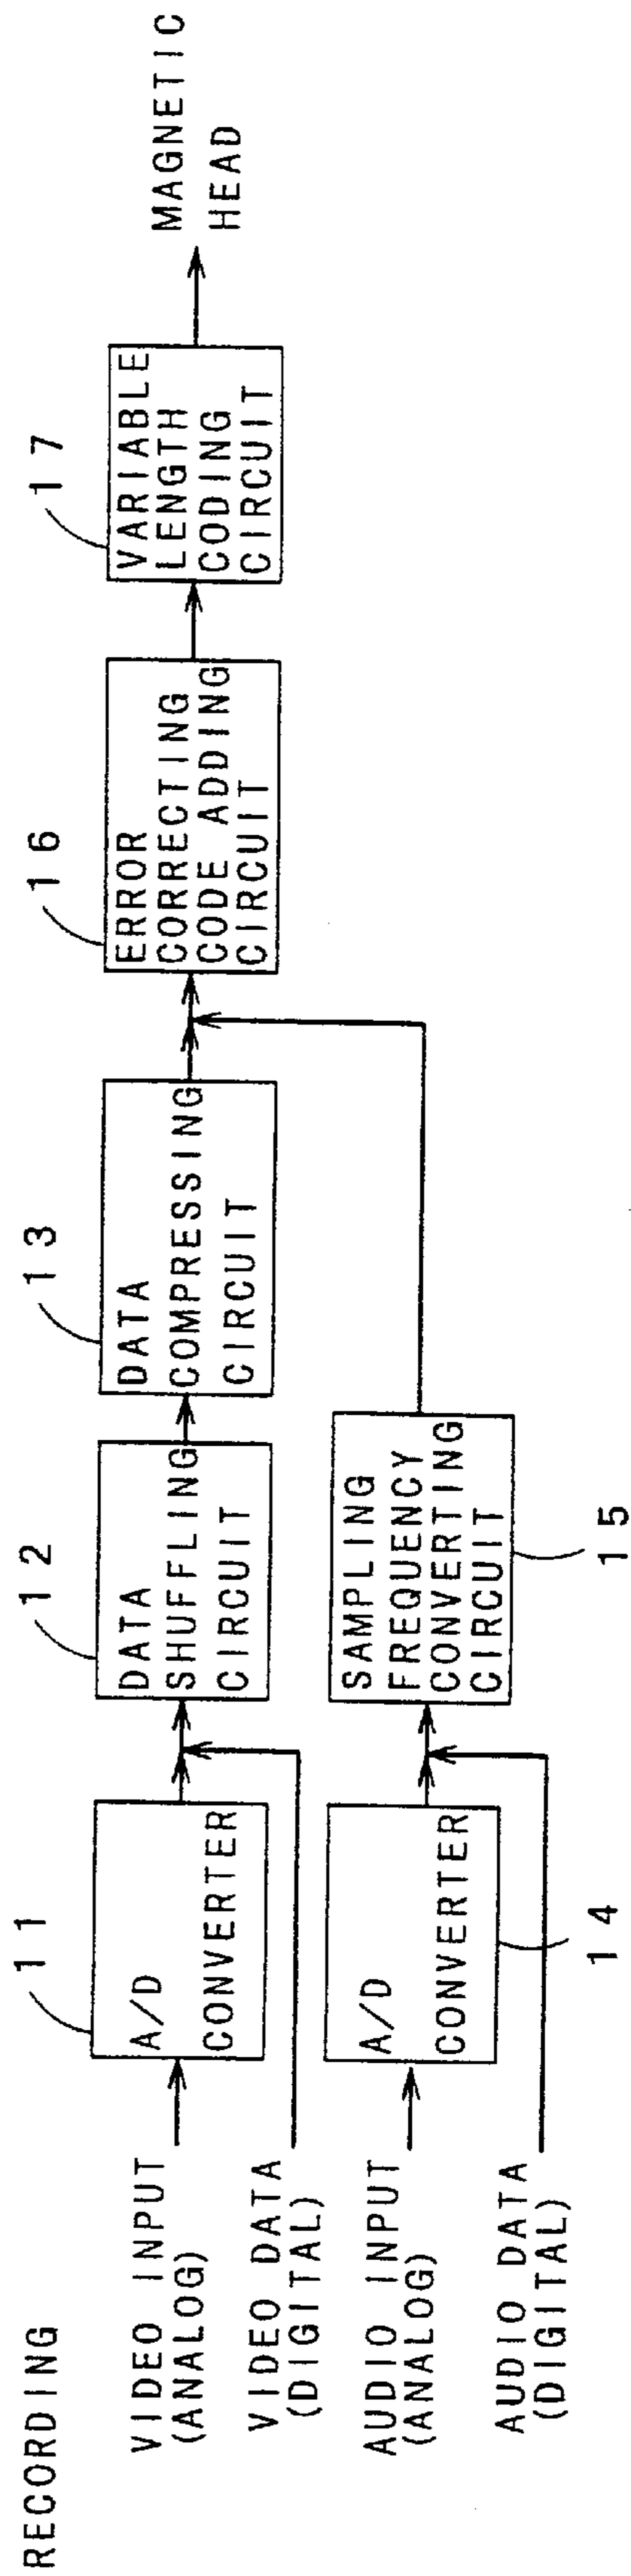 RECORDING
VIDEO INPUT
(ANALOG)
VIDEO DATA
(DIGITAL)
AUDIO INPUT
(ANALOG)
AUDIO DATA
(DIGITAL)
11
A/D
CONVERTER
14
A/D
CONVERTER
12
DATA
SHUFFLING
CIRCUIT
15
SAMPLING
FREQUENCY
CONVERTING
CIRCUIT
13
DATA
COMPRESSING
CIRCUIT
16
ERROR
CORRECTING
CODE ADDING
CIRCUIT
17
VARIABLE
LENGTH
CODING
CIRCUIT
MAGNETIC
HEAD